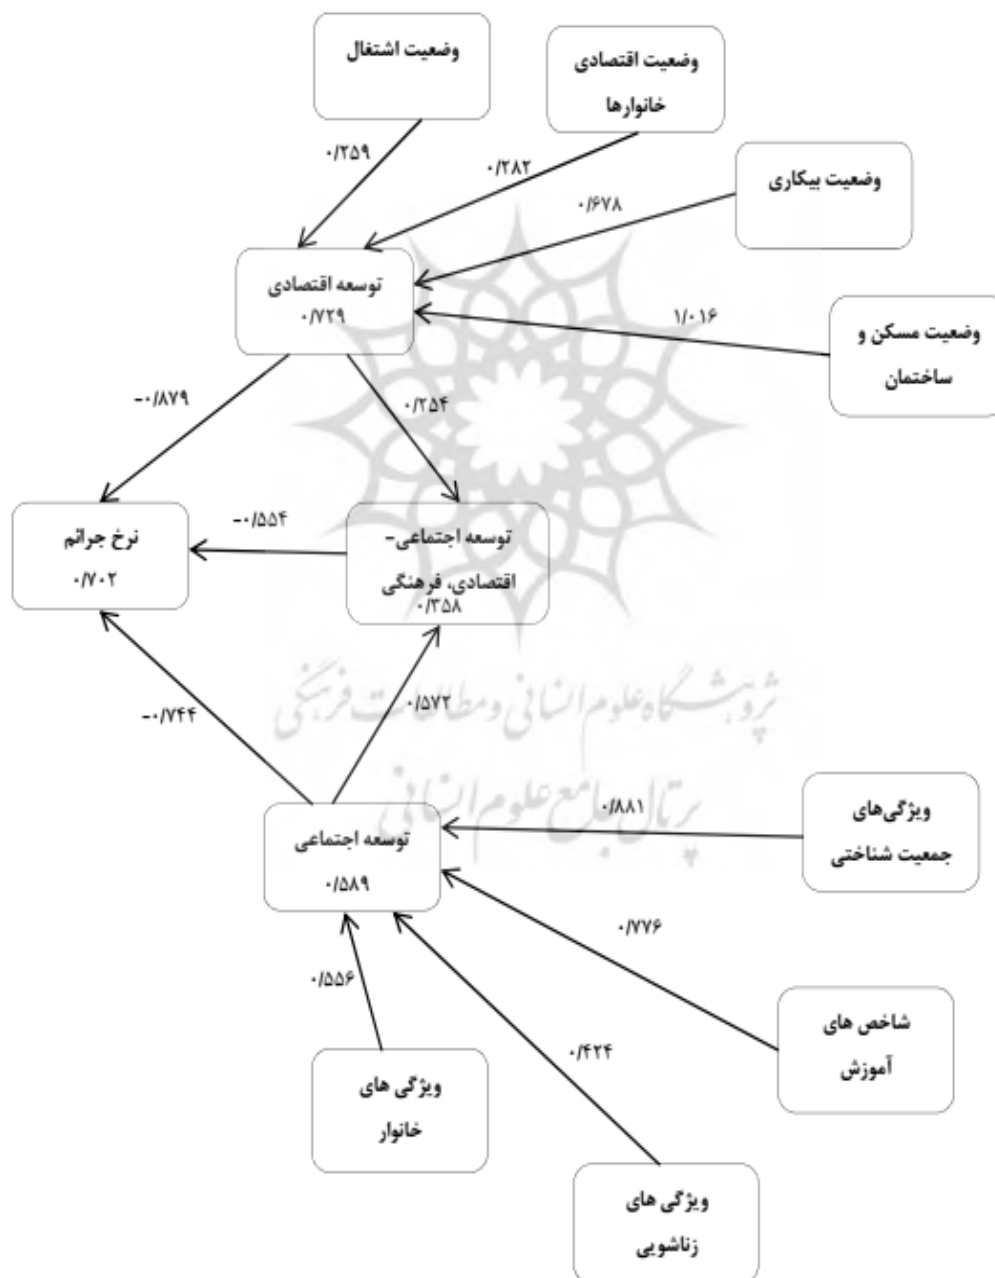 وضعیت اشتغال
وضعیت اقتصادی
خانوارها
۰/۲۵۹
۰/۲۸۲
وضعیت بیکاری
۰/۶۷۸
توسعه اقتصادی
۰/۷۲۹
۱/۰۱۶
وضعیت مسکن و
ساختمان
-۰/۸۷۹
۰/۲۵۴
نرخ جرائم
۰/۷۰۲
-۰/۵۵۴
توسعه اجتماعی-
اقتصادی، فرهنگی
۰/۳۵۸
-۰/۷۴۴
۰/۵۷۲
پژوهشگاه علوم انسانی و مطالعات فرهنگی
پرتال جامع علوم انسانی
توسعه اجتماعی
۰/۵۸۹
۰/۸۸۱
ویژگی‌های
جمعیت شناختی
۰/۷۷۶
شاخص های
آموزش
۰/۵۵۶
۰/۴۲۴
ویژگی های
خانوار
ویژگی های
زناشویی